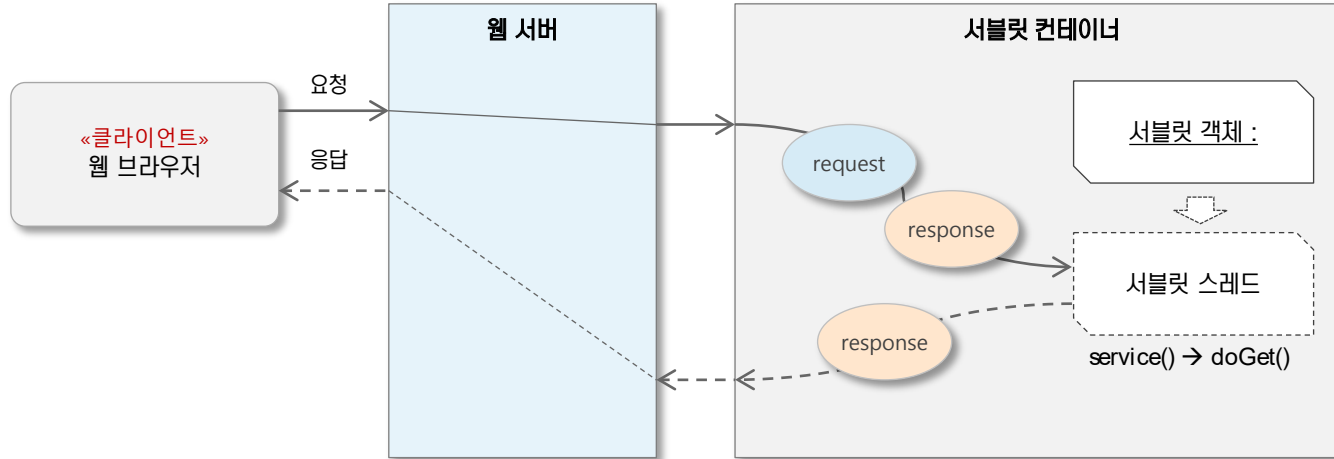 웹 서버
서블릿 컨테이너
요청
«클라이언트»
웹 브라우저
응답
request
response
서블릿 객체 :
서블릿 스레드
response
service() → doGet()